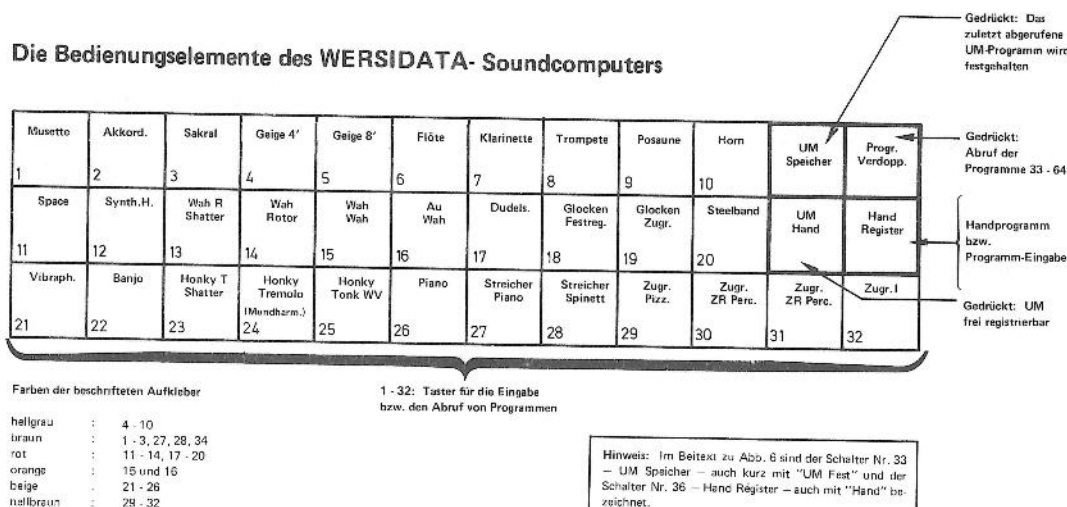 Gedrückt: Das
zuletzt abgerufene
UM-Programm wird
festgehalten
Die Bedienungselemente des WERSIDATA- Soundcomputers
Musette Akkord. Sakral Geige 4' Geige 8' Flöte Klarinette Trompete Posaune Horn UM Speicher Progr. Verdopp.
1 2 3 4 5 6 7 8 9 10
Gedrückt:
Abruf der
Programme 33 - 64
Space Synth.H. Wah R Shatter Wah Rotor Wah Wah Au Wah Dudels. Glocken Festreg. Glocken Zugr. Steelband UM Hand Hand Register
11 12 13 14 15 16 17 18 19 20
Handprogramm
bzw.
Programm-Eingabe
Vibraph. Banjo Honky T Shatter Honky Tremolo (Mundharm.) Honky Tonk WV Piano Streicher Piano Streicher Spinett Zugr. Pizz. Zugr. ZR Perc. Zugr. ZR Perc. Zugr. I
21 22 23 24 25 26 27 28 29 30 31 32
Gedrückt: UM
frei registrierbar
Farben der beschrifteten Aufkleber
1 - 32: Taster für die Eingabe
bzw. den Abruf von Programmen
hellgrau : 4 - 10
braun : 1 - 3, 27, 28, 34
rot : 11 - 14, 17 - 20
orange : 15 und 16
beige : 21 - 26
hellbraun : 29 - 32
Hinweis: Im Beitext zu Abb. 6 sind der Schalter Nr. 33
— UM Speicher — auch kurz mit "UM Fest" und der
Schalter Nr. 36 — Hand Register — auch mit "Hand" be-
zeichnet.